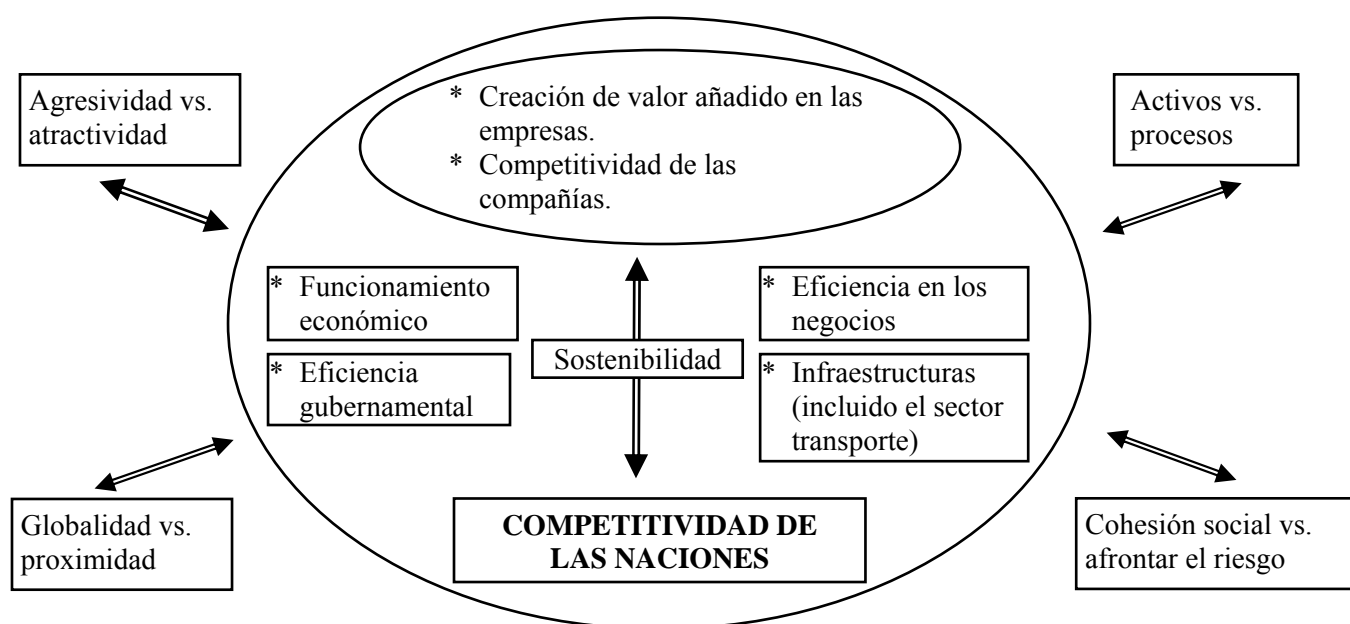 Agresividad vs.
atractividad
* Creación de valor añadido en las
empresas.
* Competitividad de las
compañías.
Activos vs.
procesos
* Funcionamiento
económico
* Eficiencia
gubernamental
Sostenibilidad
* Eficiencia en los
negocios
* Infraestructuras
(incluido el sector
transporte)
Globalidad vs.
proximidad
COMPETITIVIDAD DE
LAS NACIONES
Cohesión social vs.
afrontar el riesgo